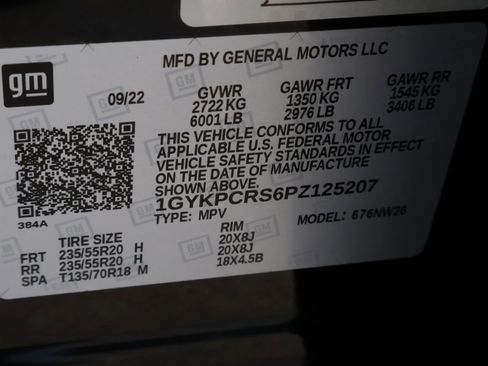 MFD BY GENERAL MOTORS LLC
gm
09/22 GVWR GAWR FRT GAWR RR
2722 KG 1350 KG 1545 KG
6001 LB 2976 LB 3406 LB
THIS VEHICLE CONFORMS TO ALL
APPLICABLE U.S. FEDERAL MOTOR
VEHICLE SAFETY STANDARDS IN EFFECT
ON THE DATE OF MANUFACTURE
SHOWN ABOVE.
1GYKPCRS6PZ125207
384A
TYPE: MPV MODEL: 676NW26
TIRE SIZE RIM
FRT 235/55R20 H 20X8J
RR 235/55R20 H 20X8J
SPA T135/70R18 M 18X4.5B